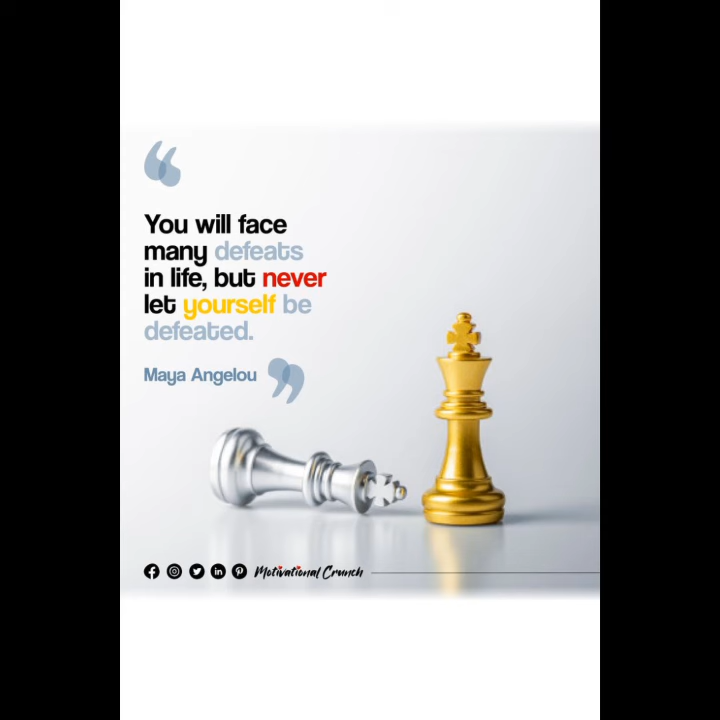 You will face
many defeats
in life, but never
let yourself be
defeated.
Maya Angelou
Motivational Crunch